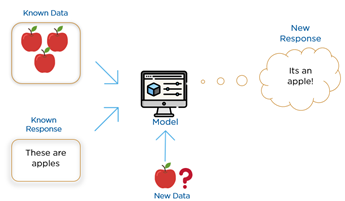 Known Data
New
Response
Its an
apple!
Known
Response
Model
These are
apples
New Data